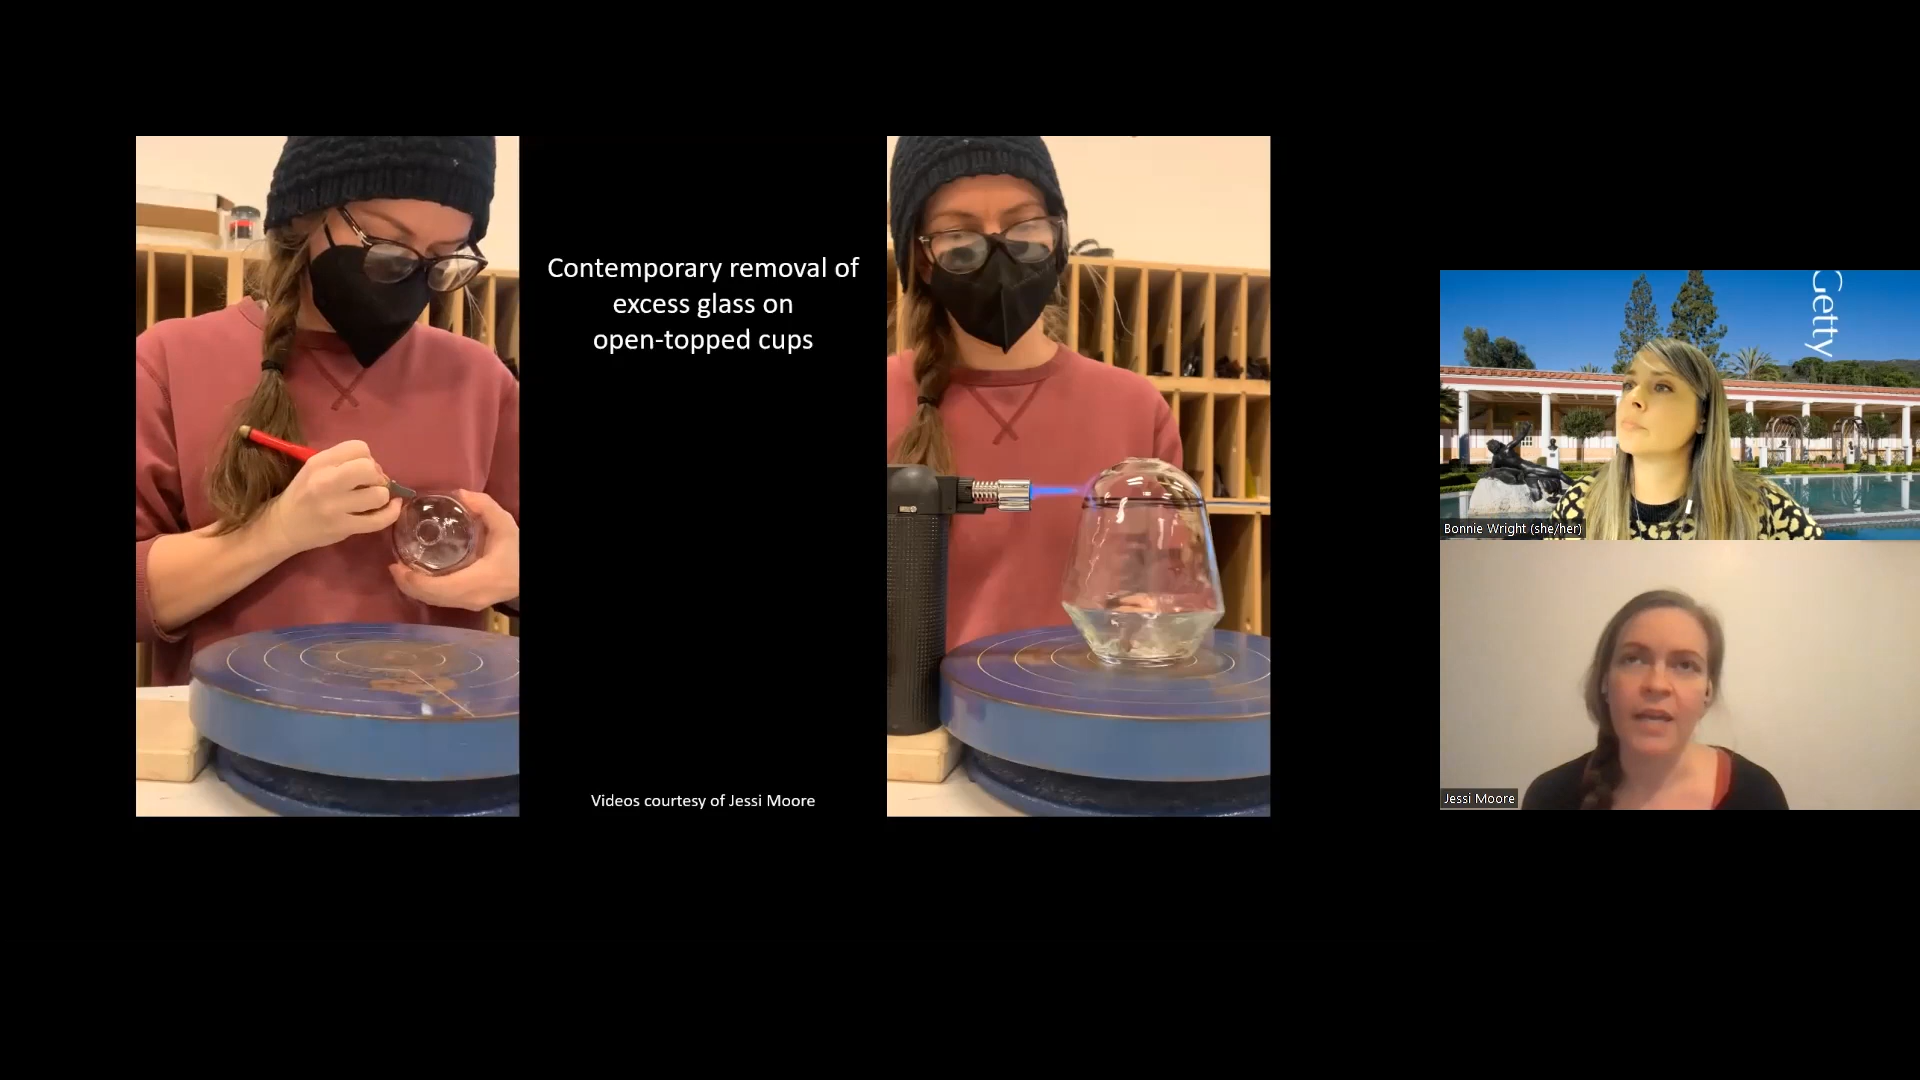 Contemporary removal of
excess glass on
open-topped cups
Videos courtesy of Jessi Moore
Getty
Bonnie Wright (she/her)
Jessi Moore